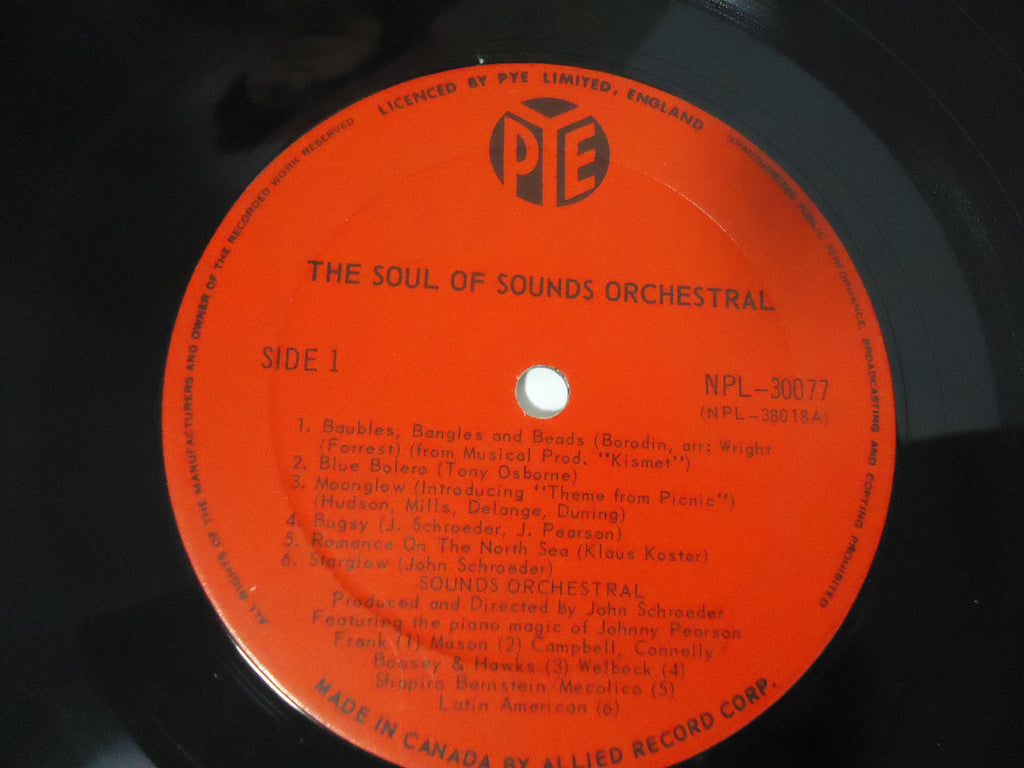 LICENCED BY PYE LIMITED, ENGLAND
UNAUTHORISED PUBLIC PERFORMANCE, BROADCASTING AND COPYING PROHIBITED
ALL RIGHTS OF THE MANUFACTURERS AND OWNER OF THE RECORDED WORK RESERVED
PYE
THE SOUL OF SOUNDS ORCHESTRAL
SIDE 1
NPL-30077
(NPL-38018A)
1. Baubles, Bangles and Beads (Borodin, arr: Wright
(Forrest) (from Musical Prod. "Kismet")
2. Blue Bolero (Tony Osborne)
3. Moonglow (Introducing "Theme from Picnic")
(Hudson, Mills, Delange, Duning)
4. Bugsy (J. Schroeder, J. Pearson)
5. Romance On The North Sea (Klaus Koster)
6. Starglow (John Schroeder)
SOUNDS ORCHESTRAL
Produced and Directed by John Schroeder
Featuring the piano magic of Johnny Pearson
Frank (1) Mason (2) Campbell, Connelly
Boosey & Hawks (3) Welbeck (4)
Shapiro Bernstein Mecolico (5)
Latin American (6)
MADE IN CANADA BY ALLIED RECORD CORP.